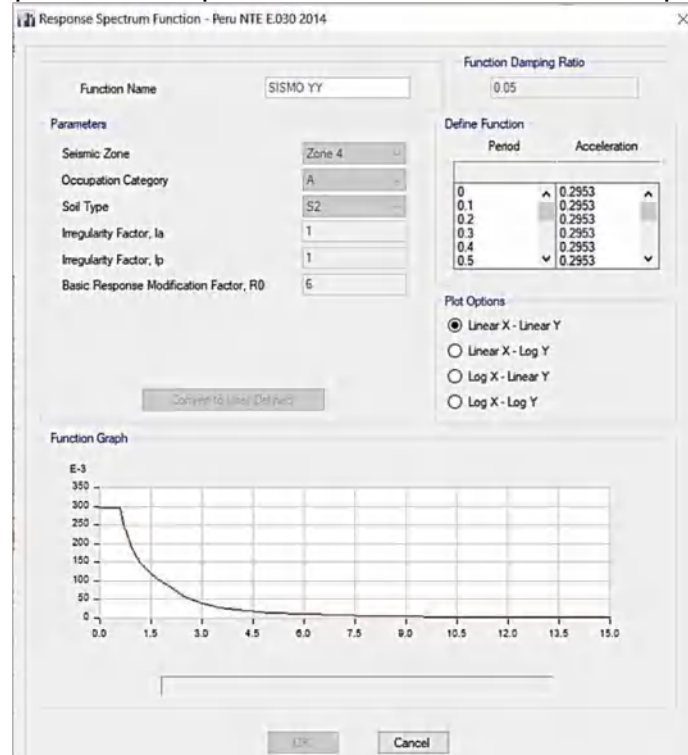 Response Spectrum Function - Peru NTE E.030 2014
Function Name
SISMO YY
Function Damping Ratio
0.05
Parameters
Seismic Zone
Zone 4
Occupation Category
A
Soil Type
S2
Irregularity Factor, Ia
1
Irregularity Factor, Ip
1
Basic Response Modification Factor, R0
6
Convert to User Defined
Define Function
Period Acceleration
0 0.2953
0.1 0.2953
0.2 0.2953
0.3 0.2953
0.4 0.2953
0.5 0.2953
Plot Options
Linear X - Linear Y
Linear X - Log Y
Log X - Linear Y
Log X - Log Y
Function Graph
E-3
350
300
250
200
150
100
50
0
0.0 1.5 3.0 4.5 6.0 7.5 9.0 10.5 12.0 13.5 15.0
OK Cancel